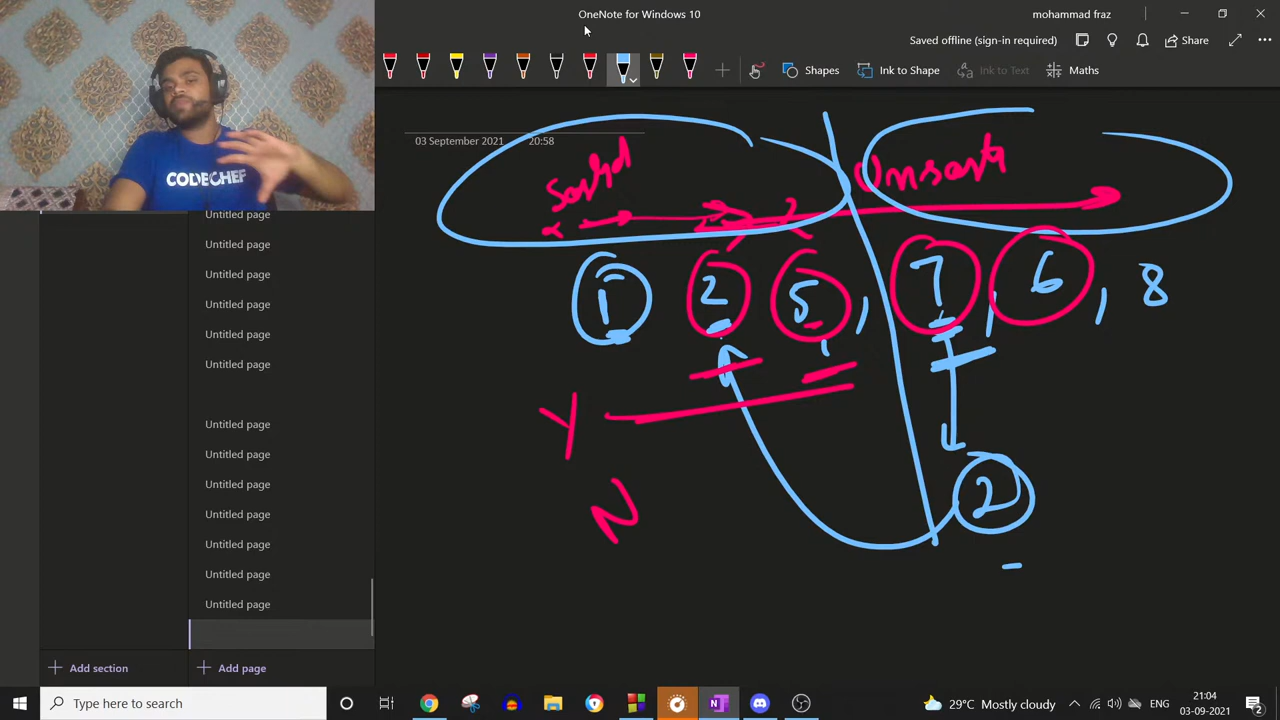 OneNote for Windows 10
mohammad fraz
Saved offline (sign-in required)
Share
Shapes
Ink to Shape
Ink to Text
Maths
CODECHEF
03 September 2021 20:58
Untitled page
Untitled page
Untitled page
Untitled page
Untitled page
Untitled page
Untitled page
Untitled page
Untitled page
Untitled page
Untitled page
Untitled page
Untitled page
1 2 5, 7, 6, 8
Y
N
2
Add section
Add page
Type here to search
29°C Mostly cloudy
ENG
21:04
03-09-2021
2